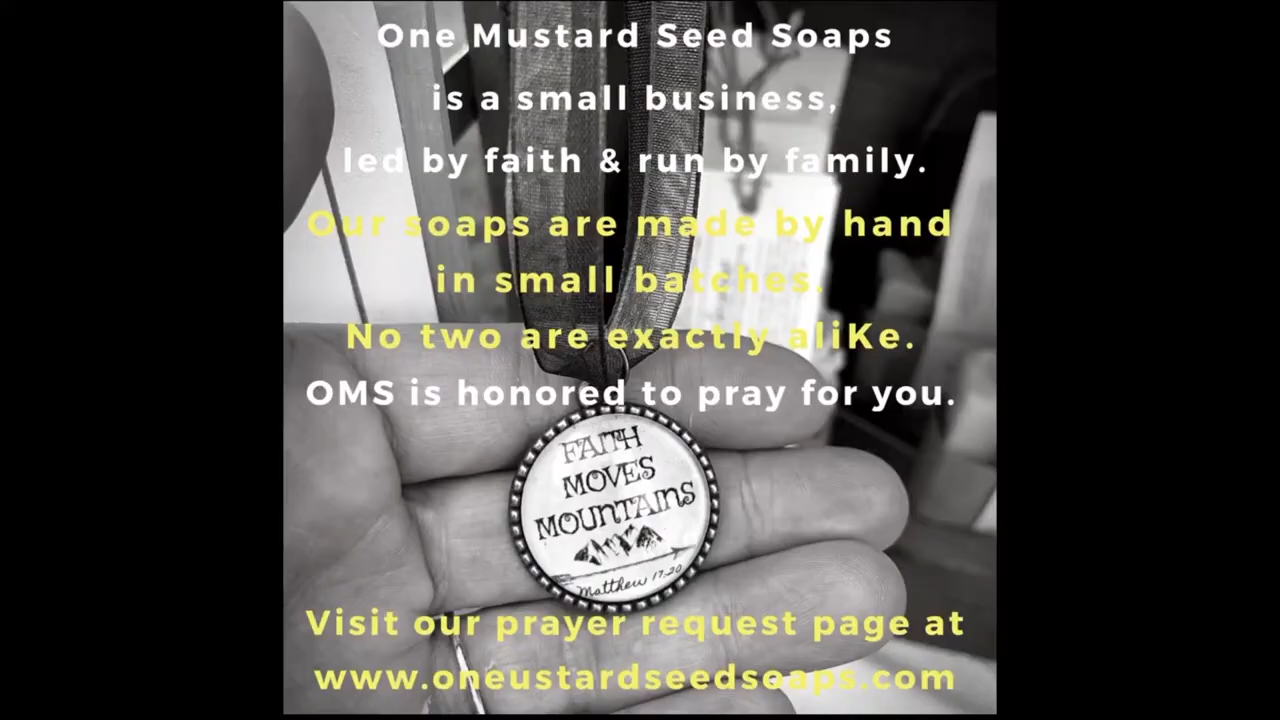 One Mustard Seed Soaps
is a small business,
led by faith & run by family.
Our soaps are made by hand
in small batches.
No two are exactly aliKe.
OMS is honored to pray for you.
FAITH
MOVES
MOUNTAINS
Matthew 17:20
Visit our prayer request page at
www.oneustardseedsoaps.com